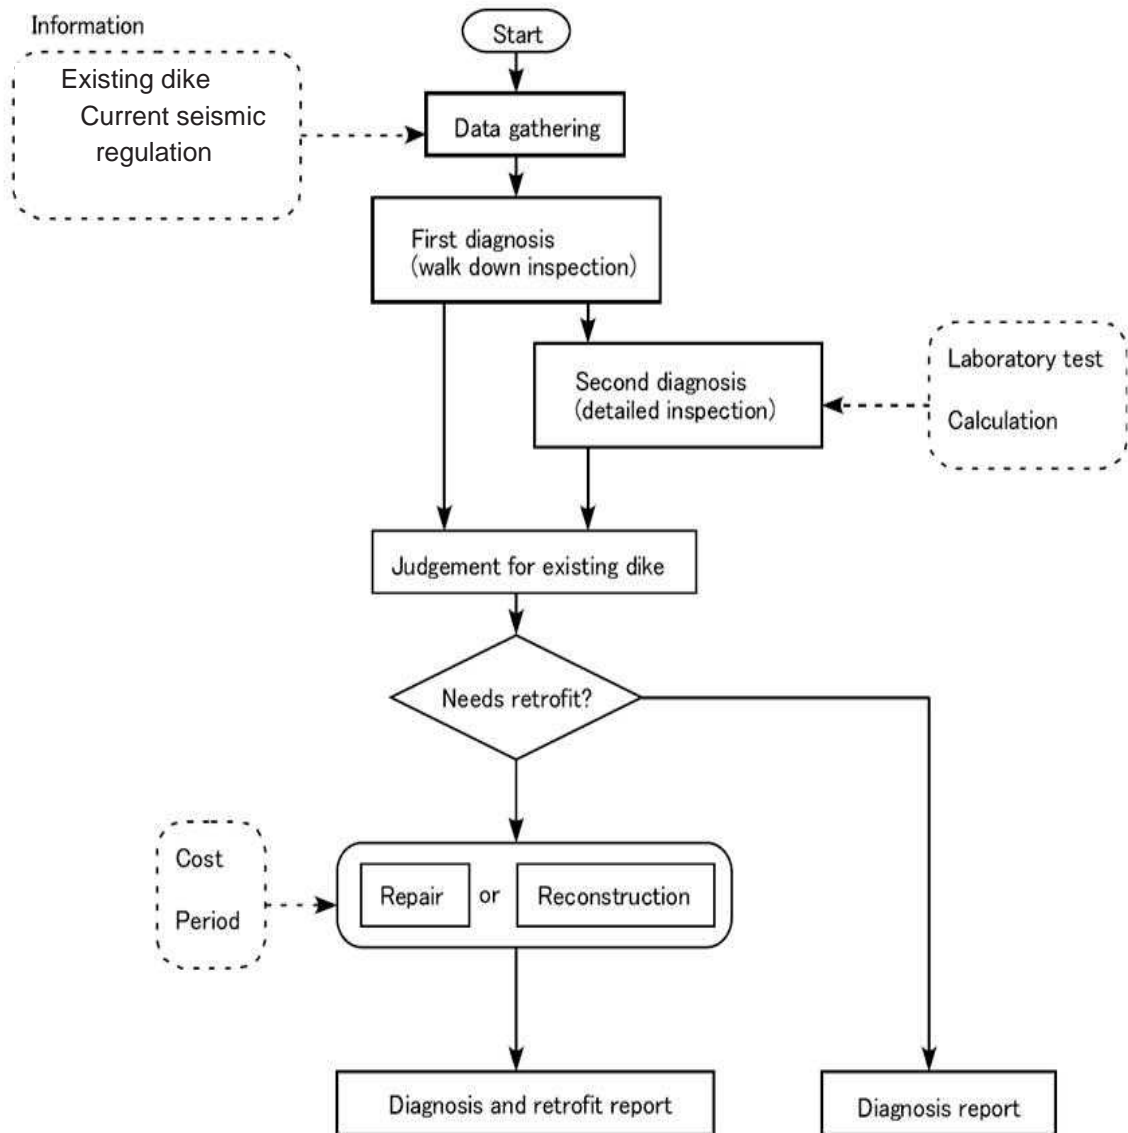 Information
Start
Existing dike
Current seismic
regulation
Data gathering
First diagnosis
(walk down inspection)
Second diagnosis
(detailed inspection)
Laboratory test
Calculation
Judgement for existing dike
Needs retrofit?
Cost
Period
Repair or Reconstruction
Diagnosis and retrofit report
Diagnosis report